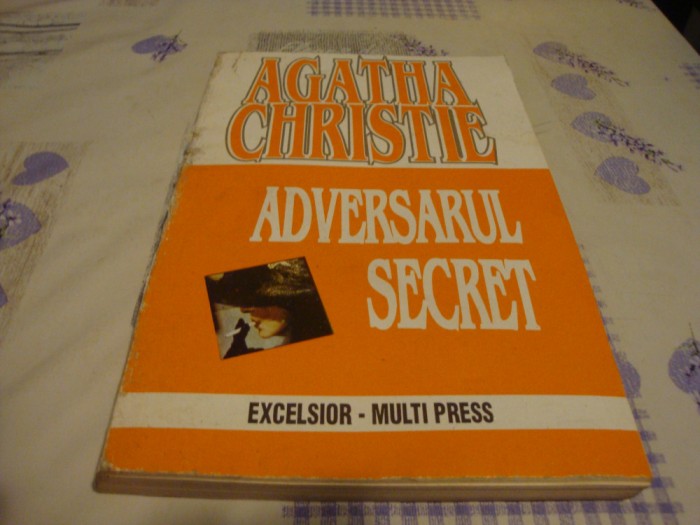 AGATHA
CHRISTIE
ADVERSARUL
SECRET
EXCELSIOR - MULTI PRESS